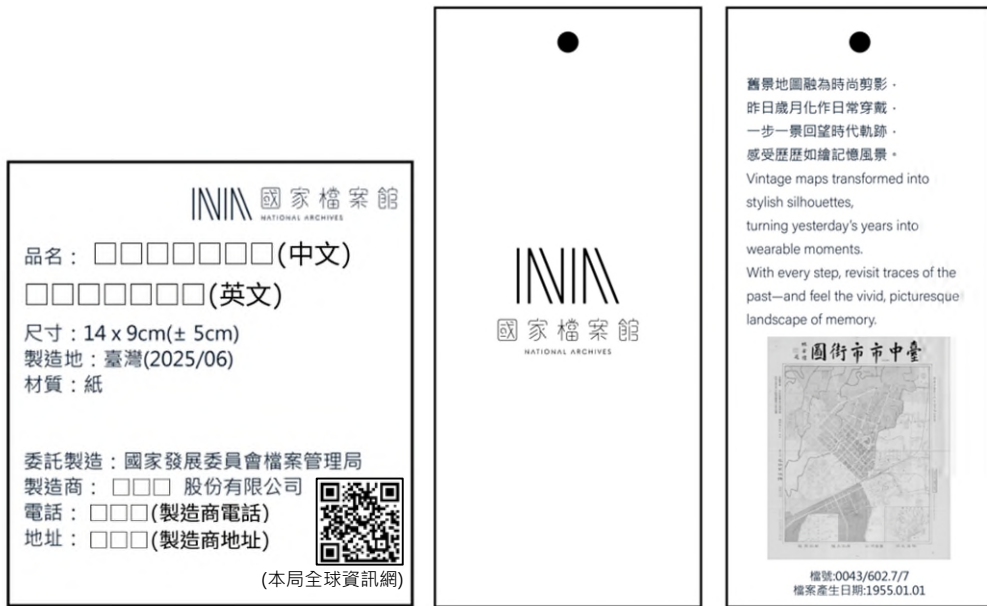 國家檔案館
NATIONAL ARCHIVES
品名：□□□□□□□(中文)
□□□□□□□(英文)
尺寸：14 x 9cm(± 5cm)
製造地：臺灣(2025/06)
材質：紙
委託製造：國家發展委員會檔案管理局
製造商：□□□ 股份有限公司
電話：□□□(製造商電話)
地址：□□□(製造商地址)
(本局全球資訊網)
國家檔案館
NATIONAL ARCHIVES
舊景地圖融為時尚剪影，
昨日歲月化作日常穿戴，
一步一景回望時代軌跡，
感受歷歷如繪記憶風景。
Vintage maps transformed into
stylish silhouettes,
turning yesterday's years into
wearable moments.
With every step, revisit traces of the
past—and feel the vivid, picturesque
landscape of memory.
臺中市市街圖
檔號:0043/602.7/7
檔案產生日期:1955.01.01